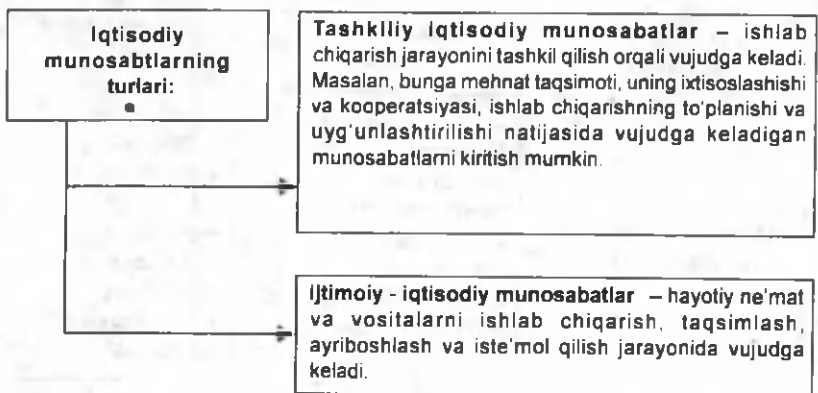 Iqtisodiy
munosabtlarning
turlari:
Tashkiliy iqtisodiy munosabatlar – ishlab
chiqarish jarayonini tashkil qilish orqali vujudga keladi.
Masalan, bunga mehnat taqsimoti, uning ixtisoslashishi
va kooperatsiyasi, ishlab chiqarishning to'planishi va
uyg'unlashtirilishi natijasida vujudga keladigan
munosabatlarni kiritish mumkin.
Ijtimoiy - iqtisodiy munosabatlar – hayotiy ne'mat
va vositalarni ishlab chiqarish, taqsimlash,
ayriboshlash va iste'mol qilish jarayonida vujudga
keladi.